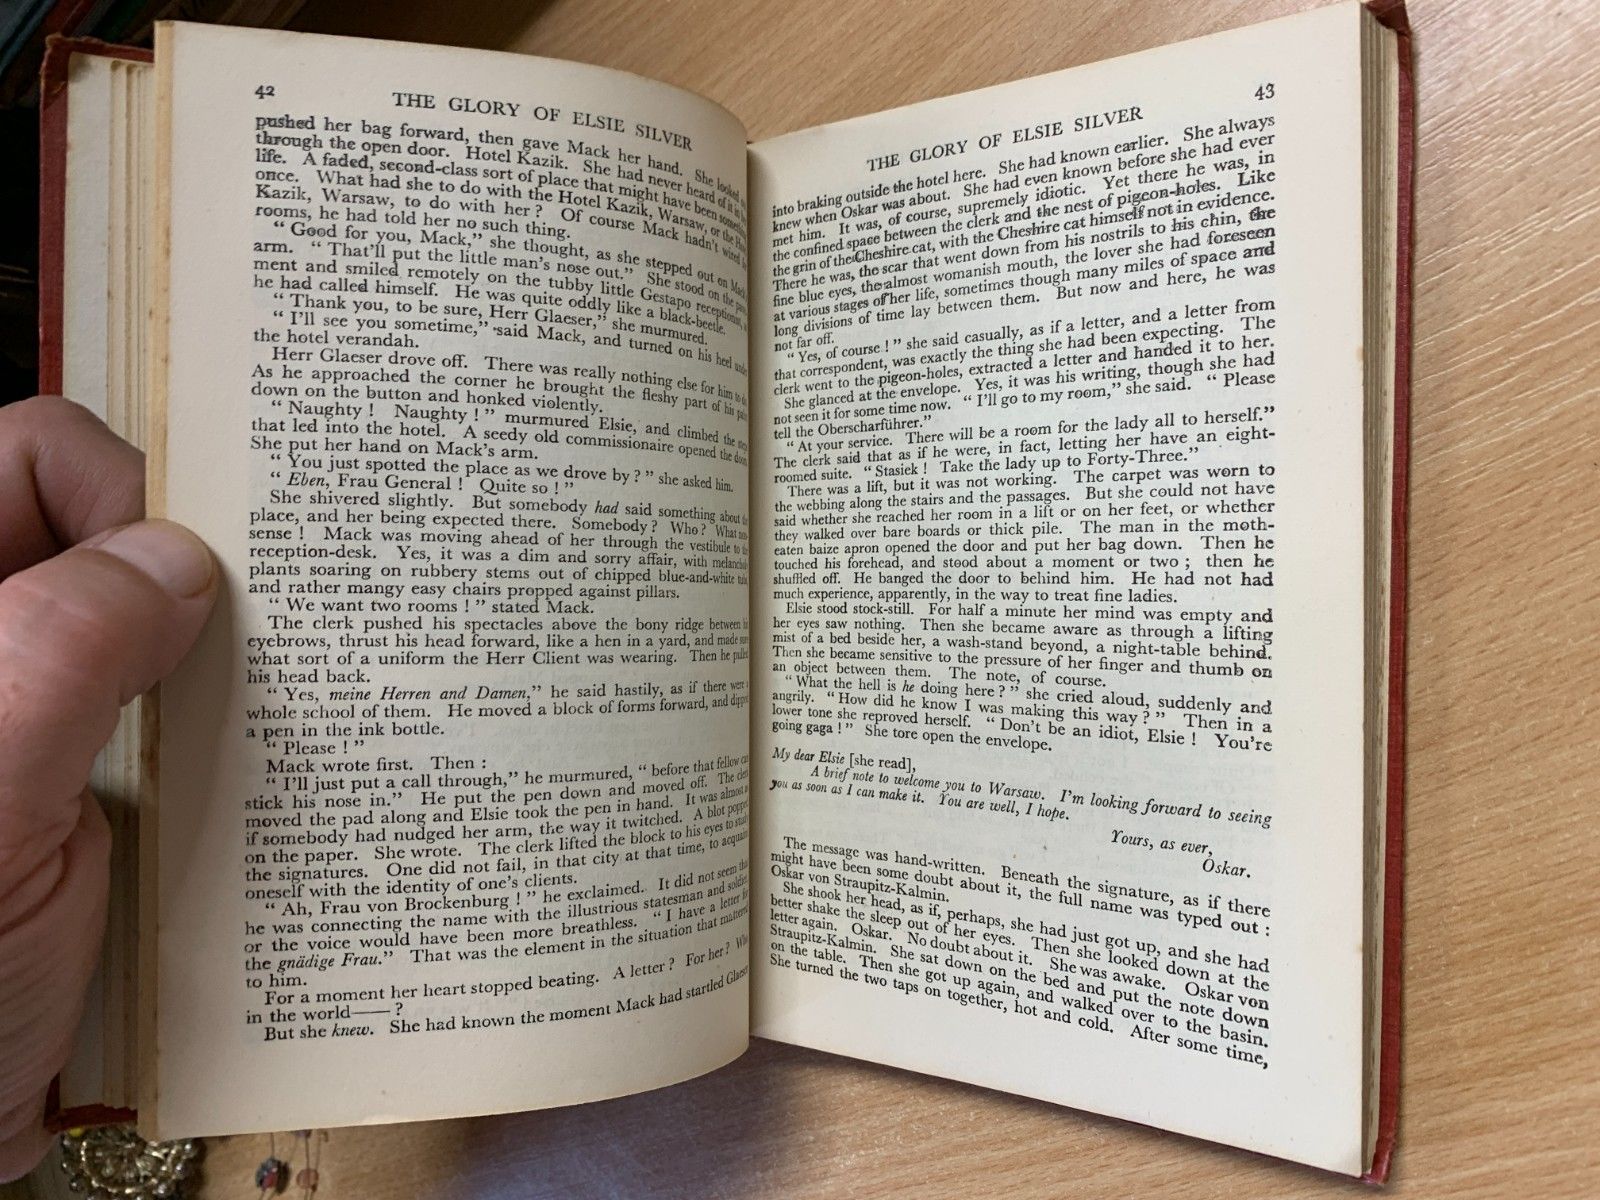 42
THE GLORY OF ELSIE SILVER
pushed her bag forward, then gave Mack her hand. She looked
through the open door. Hotel Kazik. She had never heard of it in her
life. A faded, second-class sort of place that might have been something
once. What had she to do with the Hotel Kazik, Warsaw, or the Hotel
Kazik, Warsaw, to do with her? Of course Mack hadn't wired for
rooms, he had told her no such thing.
“ Good for you, Mack,” she thought, as she stepped out on Mack's
arm. “ That'll put the little man's nose out.” She stood on the
ment and smiled remotely on the tubby little Gestapo receptionist,
he had called himself. He was quite oddly like a black-beetle.
“ Thank you, to be sure, Herr Glaeser,” she murmured.
“ I'll see you sometime,” said Mack, and turned on his heel under
the hotel verandah.
Herr Glaeser drove off. There was really nothing else for him to do.
As he approached the corner he brought the fleshy part of his palm
down on the button and honked violently.
“ Naughty ! Naughty ! ” murmured Elsie, and climbed the steps
that led into the hotel. A seedy old commissionaire opened the door.
She put her hand on Mack's arm.
“ You just spotted the place as we drove by ? ” she asked him.
“ Eben, Frau General ! Quite so ! ”
She shivered slightly. But somebody had said something about the
place, and her being expected there. Somebody ? Who ? What non-
sense ! Mack was moving ahead of her through the vestibule to the
reception-desk. Yes, it was a dim and sorry affair, with melancholy
plants soaring on rubbery stems out of chipped blue-and-white tubs,
and rather mangy easy chairs propped against pillars.
“ We want two rooms ! ” stated Mack.
The clerk pushed his spectacles above the bony ridge between his
eyebrows, thrust his head forward, like a hen in a yard, and made sure
what sort of a uniform the Herr Client was wearing. Then he pulled
his head back.
“ Yes, meine Herren and Damen,” he said hastily, as if there were a
whole school of them. He moved a block of forms forward, and dipped
a pen in the ink bottle.
“ Please ! ”
Mack wrote first. Then :
“ I'll just put a call through,” he murmured, “ before that fellow can
stick his nose in.” He put the pen down and moved off. The clerk
moved the pad along and Elsie took the pen in hand. It was almost as
if somebody had nudged her arm, the way it twitched. A blot popped
on the paper. She wrote. The clerk lifted the block to his eyes to study
the signatures. One did not fail, in that city at that time, to acquaint
oneself with the identity of one's clients.
“ Ah, Frau von Brockenburg ! ” he exclaimed. It did not seem that
he was connecting the name with the illustrious statesman and soldier,
or the voice would have been more breathless. “ I have a letter for
the gnädige Frau.” That was the element in the situation that mattered
to him.
For a moment her heart stopped beating. A letter ? For her ? Who
in the world—— ?
But she knew. She had known the moment Mack had startled Glaeser
43
THE GLORY OF ELSIE SILVER
into braking outside the hotel here. She had known earlier. She always
knew when Oskar was about. She had even known before she had ever
met him. It was, of course, supremely idiotic. Yet there he was, in
the confined space between the clerk and the nest of pigeon-holes. Like
the grin of the Cheshire cat, with the Cheshire cat himself not in evidence.
There he was, the scar that went down from his nostrils to his chin, the
fine blue eyes, the almost womanish mouth, the lover she had foreseen
at various stages of her life, sometimes though many miles of space and
long divisions of time lay between them. But now and here, he was
not far off.
“ Yes, of course ! ” she said casually, as if a letter, and a letter from
that correspondent, was exactly the thing she had been expecting. The
clerk went to the pigeon-holes, extracted a letter and handed it to her.
She glanced at the envelope. Yes, it was his writing, though she had
not seen it for some time now. “ I'll go to my room,” she said. “ Please
tell the Oberscharführer.”
“ At your service. There will be a room for the lady all to herself.”
The clerk said that as if he were, in fact, letting her have an eight-
roomed suite. “ Stasiek ! Take the lady up to Forty-Three.”
There was a lift, but it was not working. The carpet was worn to
the webbing along the stairs and the passages. But she could not have
said whether she reached her room in a lift or on her feet, or whether
they walked over bare boards or thick pile. The man in the moth-
eaten baize apron opened the door and put her bag down. Then he
touched his forehead, and stood about a moment or two ; then he
shuffled off. He banged the door to behind him. He had not had
much experience, apparently, in the way to treat fine ladies.
Elsie stood stock-still. For half a minute her mind was empty and
her eyes saw nothing. Then she became aware as through a lifting
mist of a bed beside her, a wash-stand beyond, a night-table behind.
Then she became sensitive to the pressure of her finger and thumb on
an object between them. The note, of course.
“ What the hell is he doing here ? ” she cried aloud, suddenly and
angrily. “ How did he know I was making this way ? ” Then in a
lower tone she reproved herself. “ Don't be an idiot, Elsie ! You're
going gaga ! ” She tore open the envelope.
My dear Elsie [she read],
A brief note to welcome you to Warsaw. I'm looking forward to seeing
you as soon as I can make it. You are well, I hope.
Yours, as ever,
Oskar.
The message was hand-written. Beneath the signature, as if there
might have been some doubt about it, the full name was typed out :
Oskar von Straupitz-Kalmin.
She shook her head, as if, perhaps, she had just got up, and she had
better shake the sleep out of her eyes. Then she looked down at the
letter again. Oskar. No doubt about it. She was awake. Oskar von
Straupitz-Kalmin. She sat down on the bed and put the note down
on the table. Then she got up again, and walked over to the basin.
She turned the two taps on together, hot and cold. After some time,